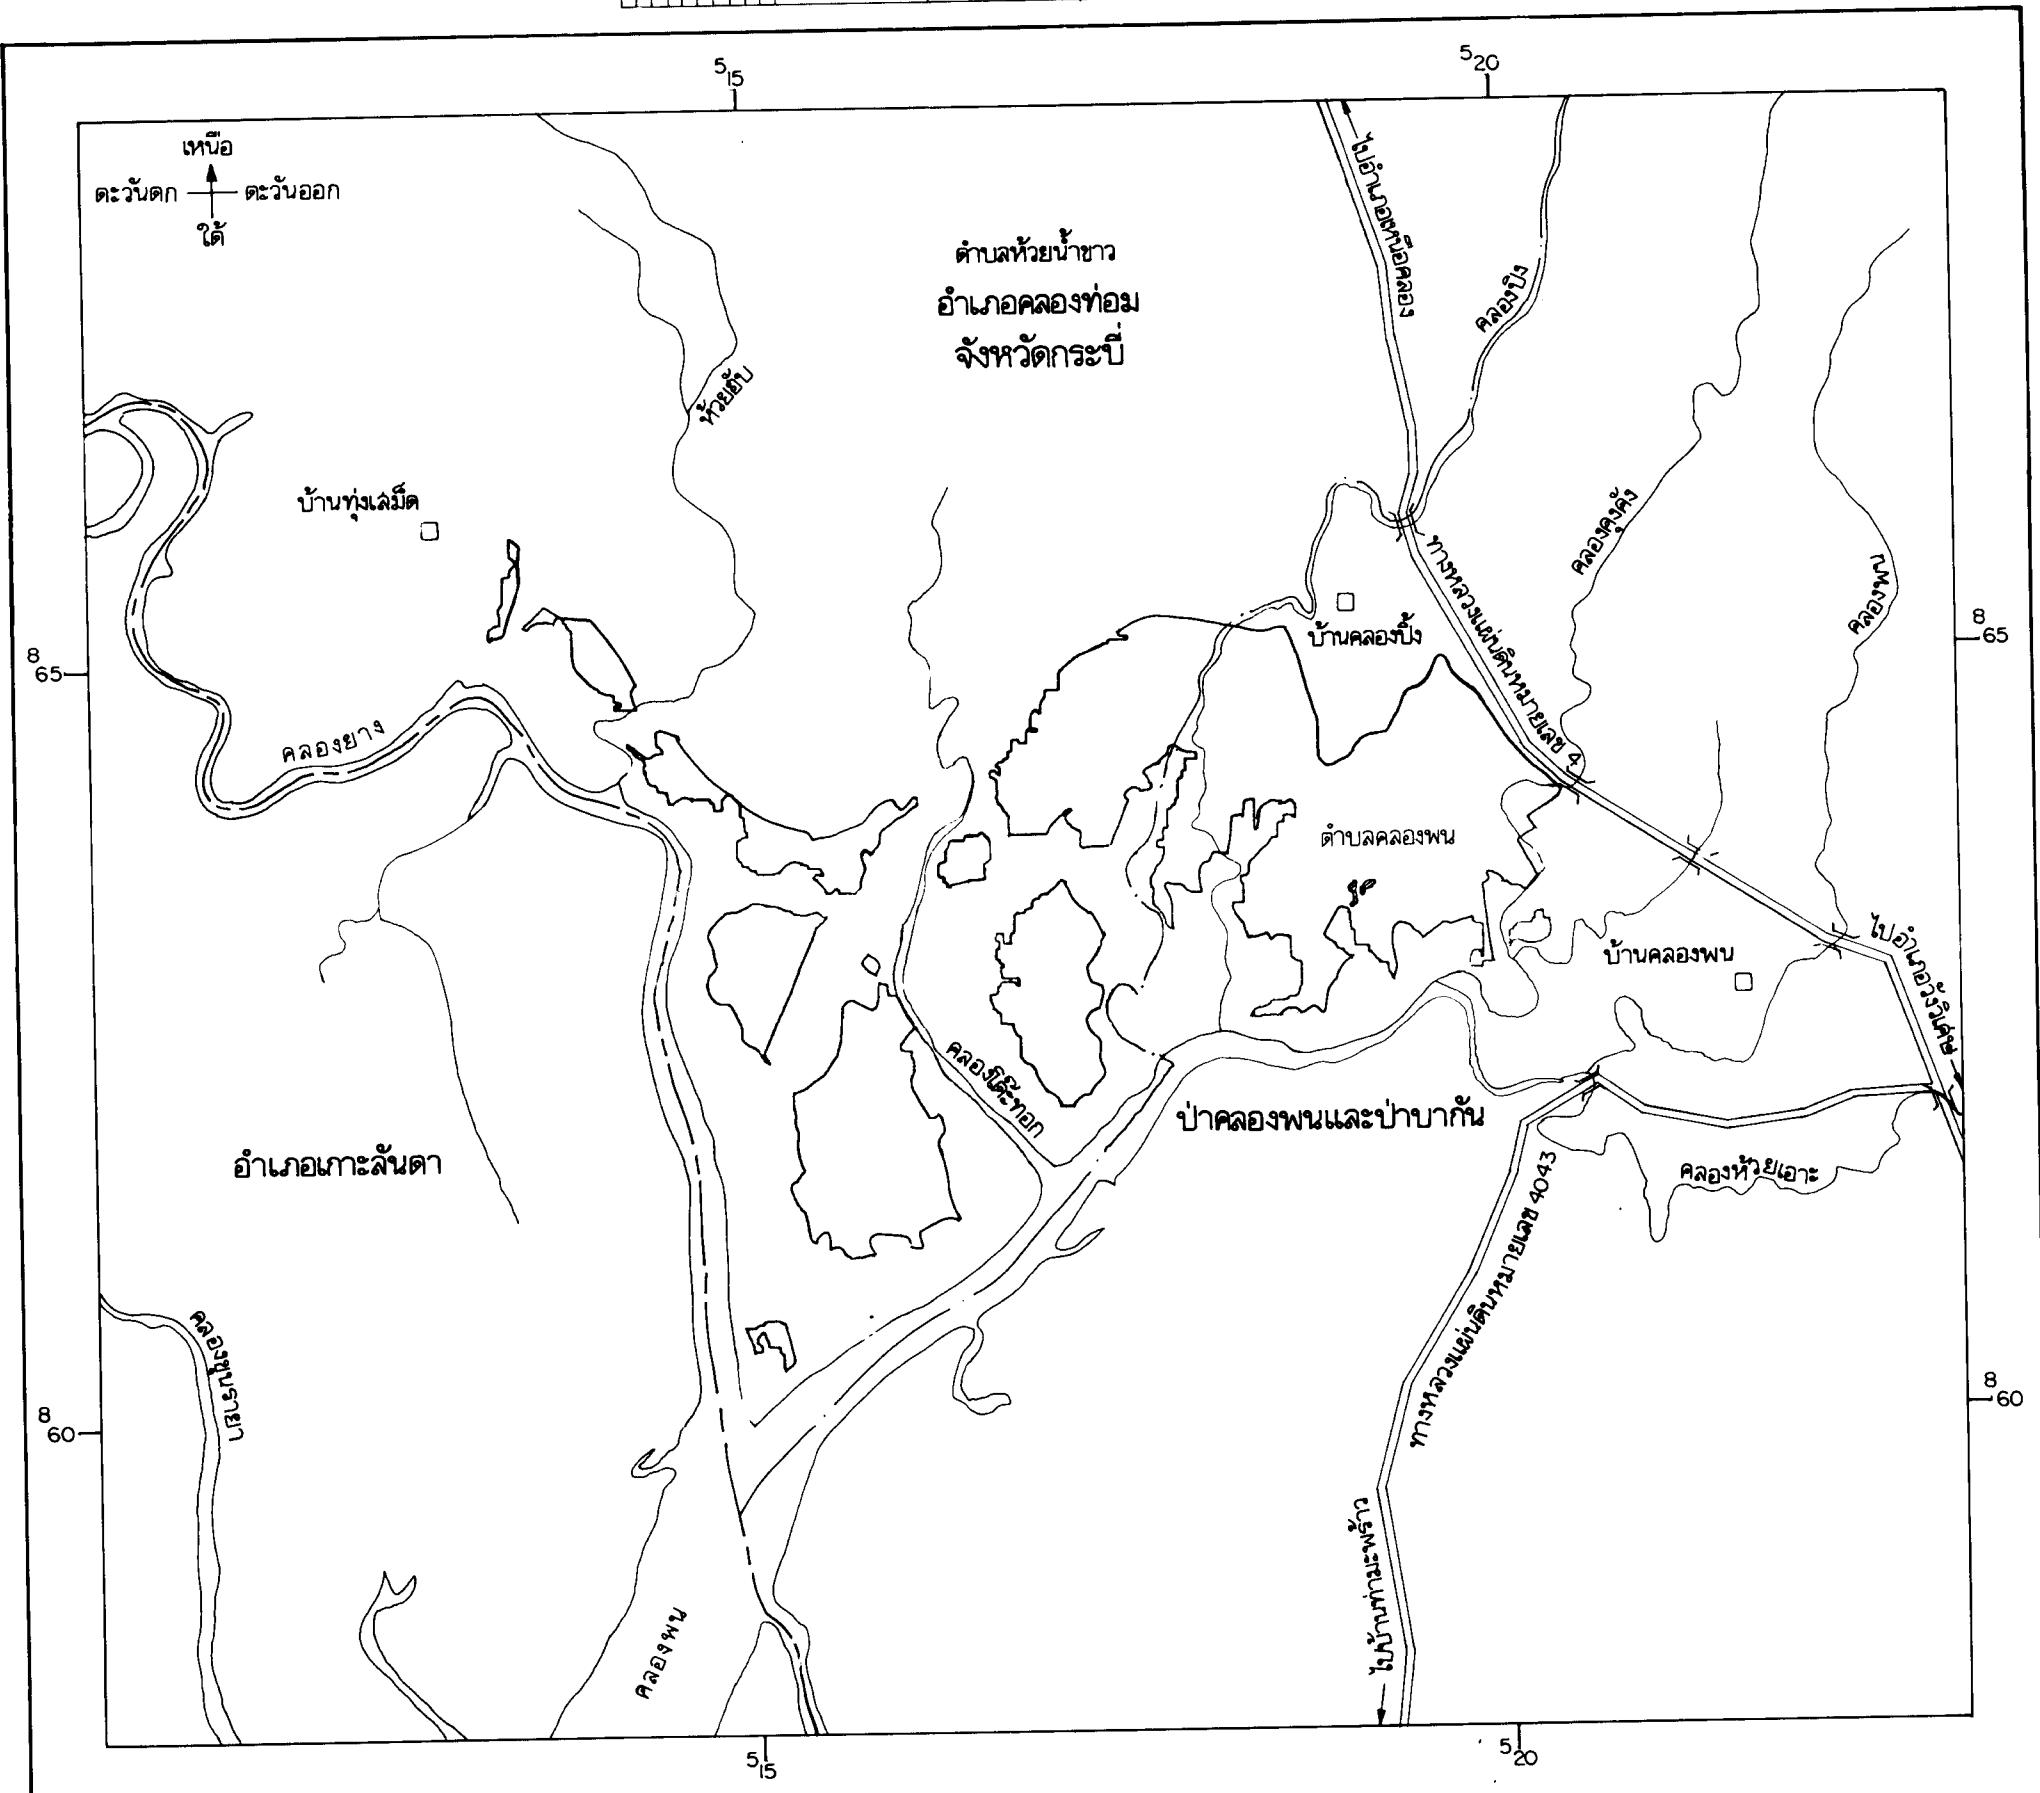 5 15
5 20
เหนือ
ตะวันตก
ตะวันออก
ใต้
ไปอำเภอเหนือคลอง
ตำบลห้วยน้ำขาว
อำเภอคลองท่อม
จังหวัดกระบี่
คลองปิง
ห้วยยิบ
บ้านทุ่งเสม็ด
คลองคุงคัง
ทางหลวงแผ่นดินหมายเลข 4
คลองพน
บ้านคลองปิ้ง
8 65
8 65
คลองยาง
ตำบลคลองพน
บ้านคลองพน
ไปอำเภอวังวิเศษ
คลองโต๊ะทอก
ป่าคลองพนและป่าบากัน
อำเภอเกาะลันตา
คลองห้วยเอาะ
ทางหลวงแผ่นดินหมายเลข 4043
คลองขุนรายา
8 60
8 60
คลองพน
5 15
5 20